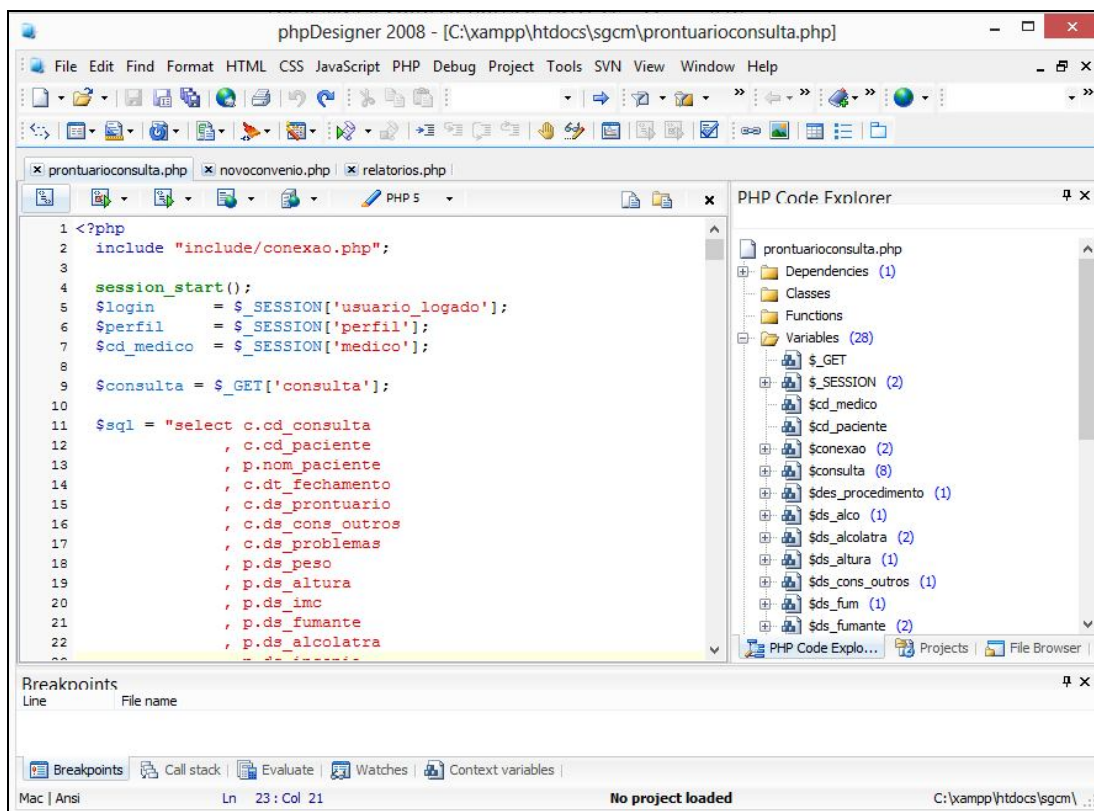 phpDesigner 2008 - [C:\xampp\htdocs\sgcm\prontuarioconsulta.php]
File Edit Find Format HTML CSS JavaScript PHP Debug Project Tools SVN View Window Help
prontuarioconsulta.php novoconvenio.php relatorios.php
PHP 5
1 <?php
2 include "include/conexao.php";
3
4 session_start();
5 $login = $_SESSION['usuario_logado'];
6 $perfil = $_SESSION['perfil'];
7 $cd_medico = $_SESSION['medico'];
8
9 $consulta = $_GET['consulta'];
10
11 $sql = "select c.cd_consulta
12 , c.cd_paciente
13 , p.nom_paciente
14 , c.dt_fechamento
15 , c.ds_prontuario
16 , c.ds_cons_outros
17 , c.ds_problemas
18 , p.ds_peso
19 , p.ds_altura
20 , p.ds_imc
21 , p.ds_fumante
22 , p.ds_alcolatra
PHP Code Explorer
prontuarioconsulta.php
Dependencies (1)
Classes
Functions
Variables (28)
$_GET
$_SESSION (2)
$cd_medico
$cd_paciente
$conexao (2)
$consulta (8)
$des_procedimento (1)
$ds_alco (1)
$ds_alcolatra (2)
$ds_altura (1)
$ds_cons_outros (1)
$ds_fum (1)
$ds_fumante (2)
PHP Code Explo... Projects File Browser
Breakpoints
Line File name
Breakpoints Call stack Evaluate Watches Context variables
Mac | Ansi Ln 23 : Col 21 No project loaded C:\xampp\htdocs\sgcm\